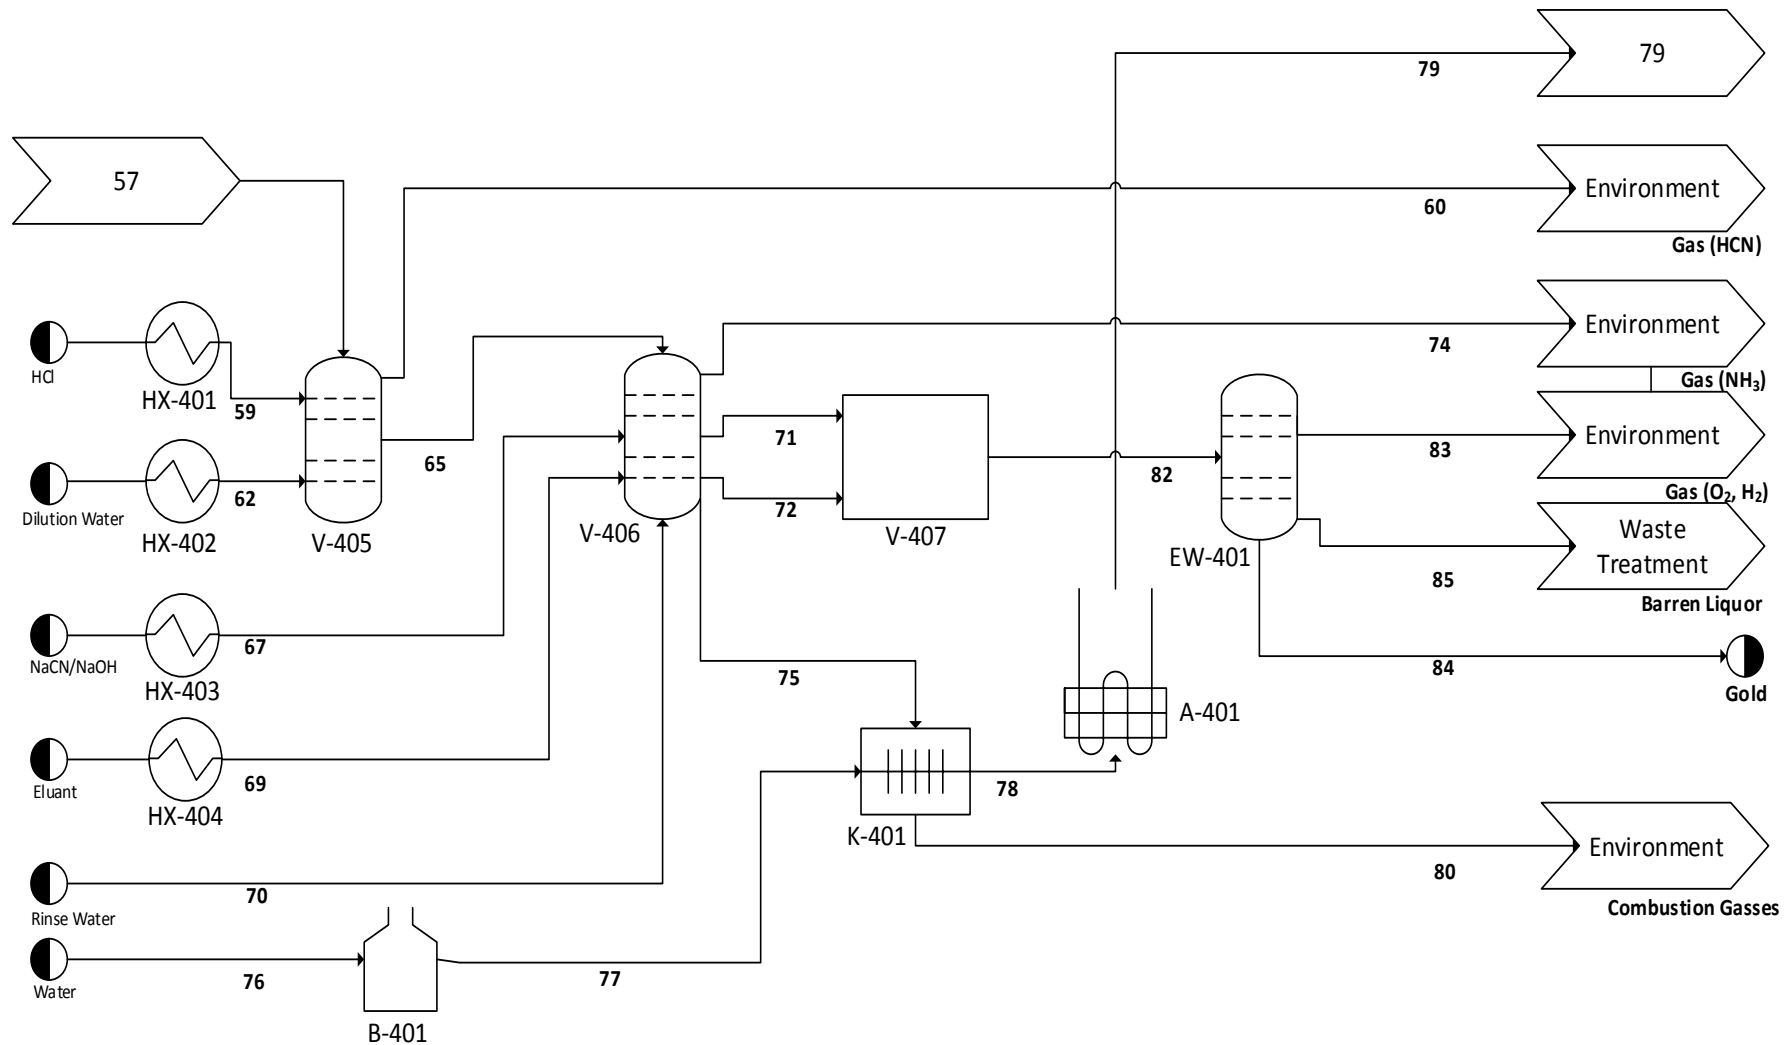 79
79
57
Environment
60
Gas (HCN)
Environment
74
Gas (NH₃)
HCl
HX-401
59
Environment
83
Gas (O₂, H₂)
65
71
82
Dilution Water
HX-402
62
V-405
V-406
72
V-407
EW-401
Waste
Treatment
85
Barren Liquor
NaCN/NaOH
HX-403
67
75
84
Gold
A-401
Eluant
HX-404
69
78
K-401
Environment
80
Combustion Gasses
Rinse Water
70
Water
76
77
B-401